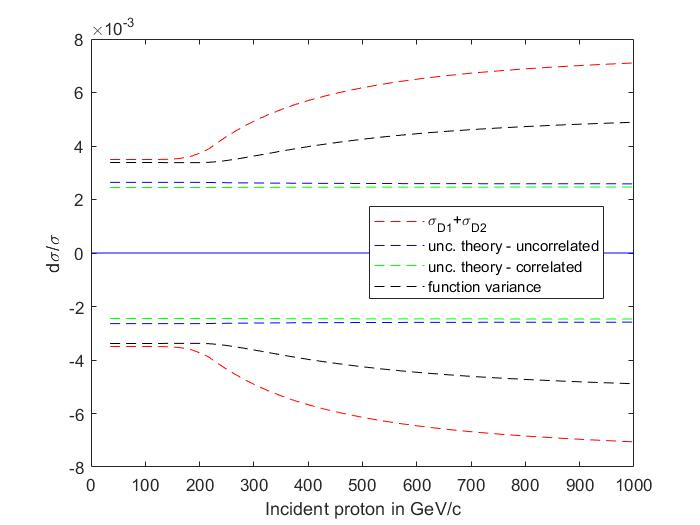 ×10⁻³
8
6
4
2
0
-2
-4
-6
-8
dσ/σ
σD1+σD2
unc. theory - uncorrelated
unc. theory - correlated
function variance
0 100 200 300 400 500 600 700 800 900 1000
Incident proton in GeV/c